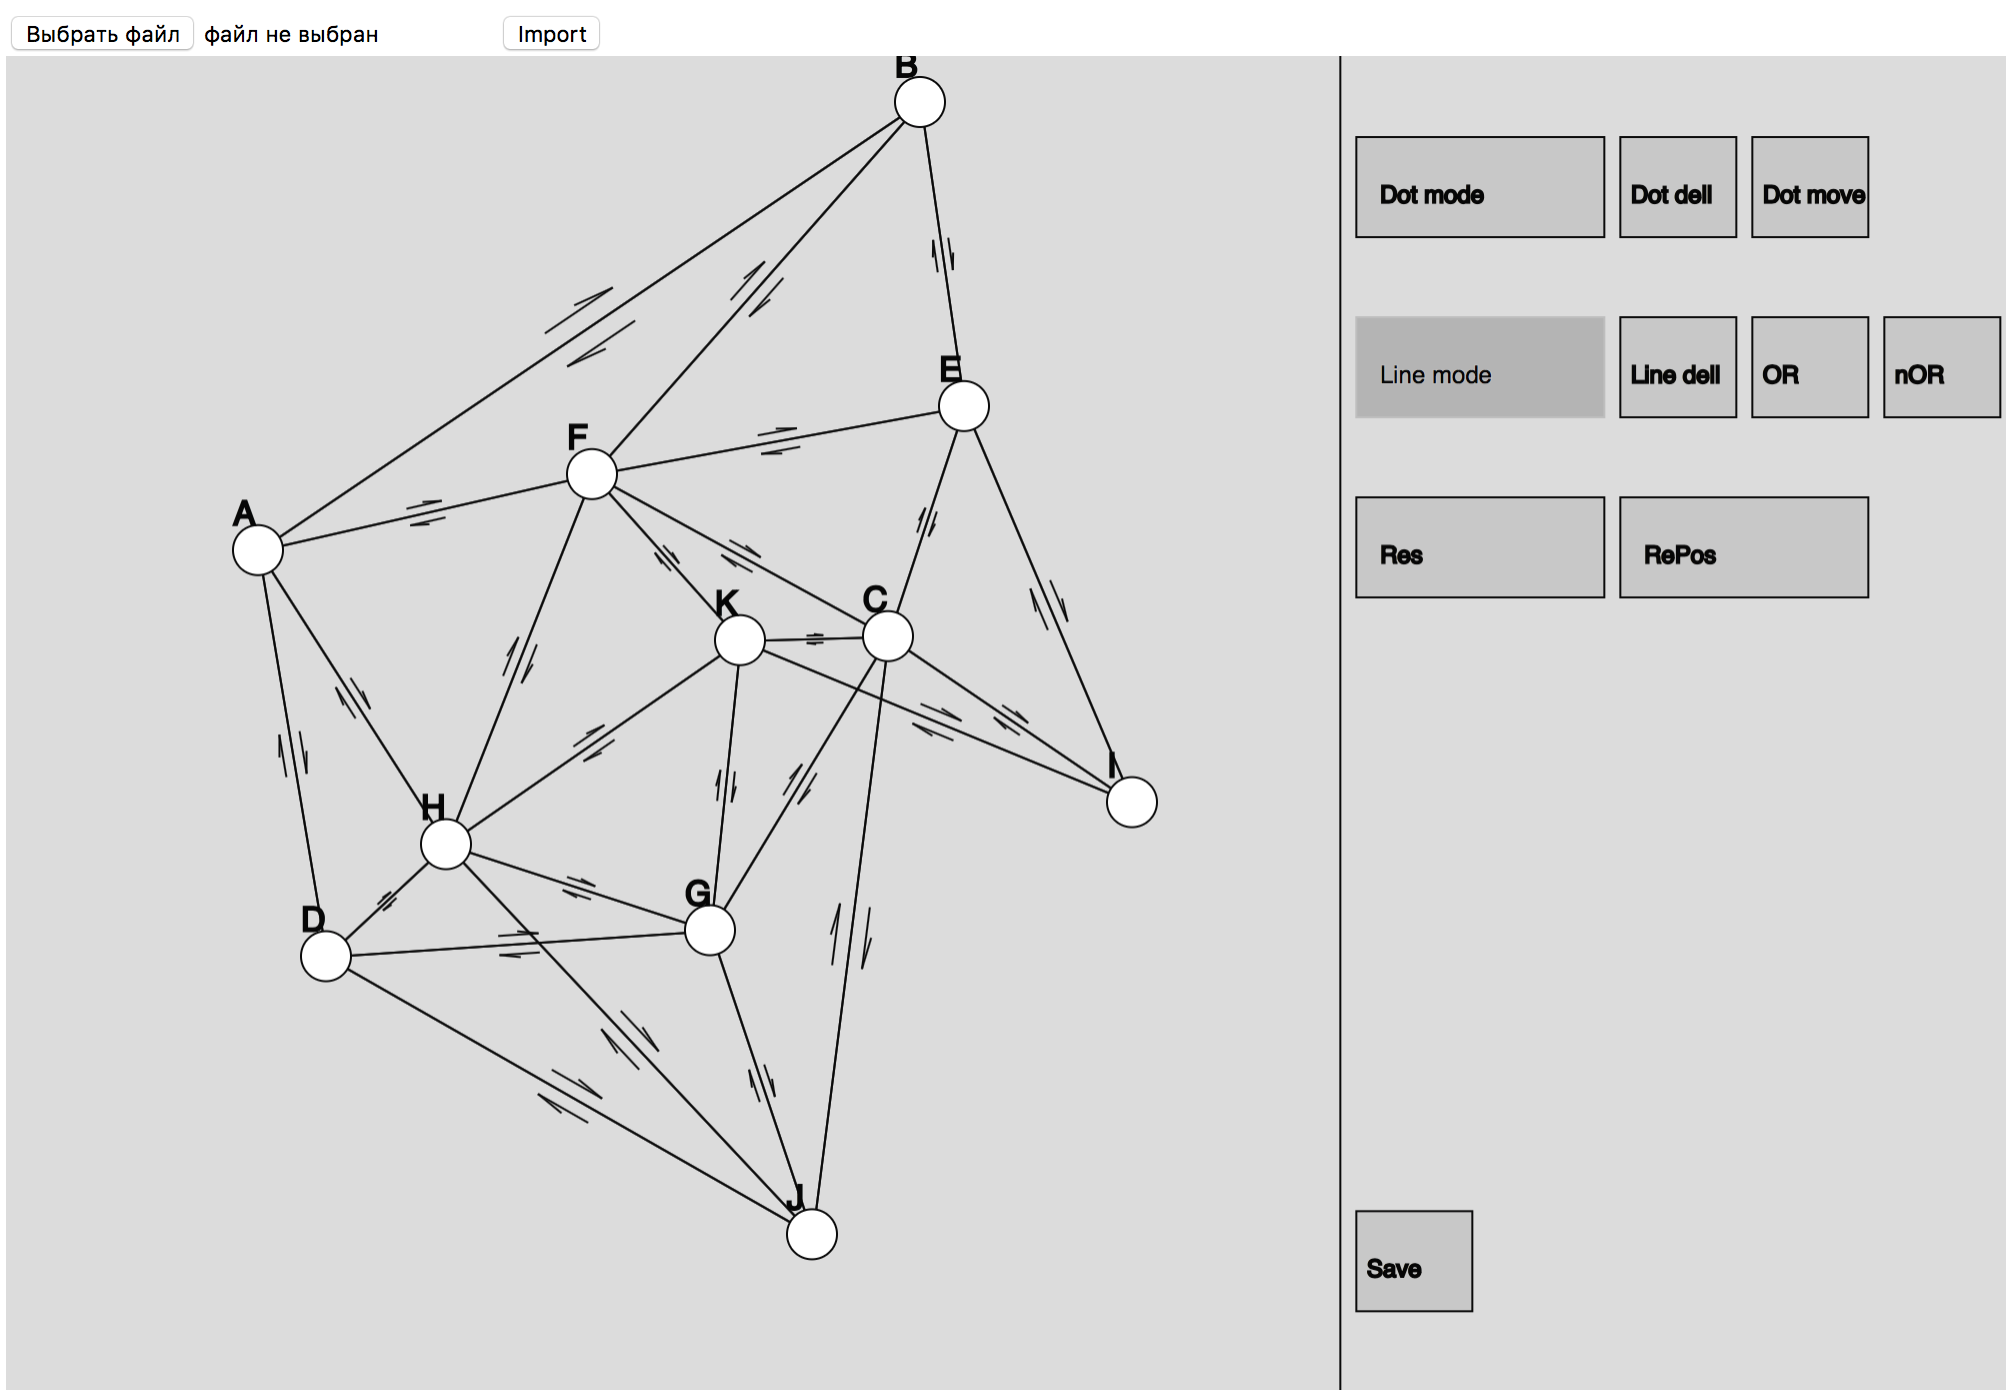 Выбрать файл файл не выбран Import
B
Dot mode Dot dell Dot move
E
Line mode Line dell OR nOR
F
A
Res RePos
K
C
I
H
G
D
J
Save